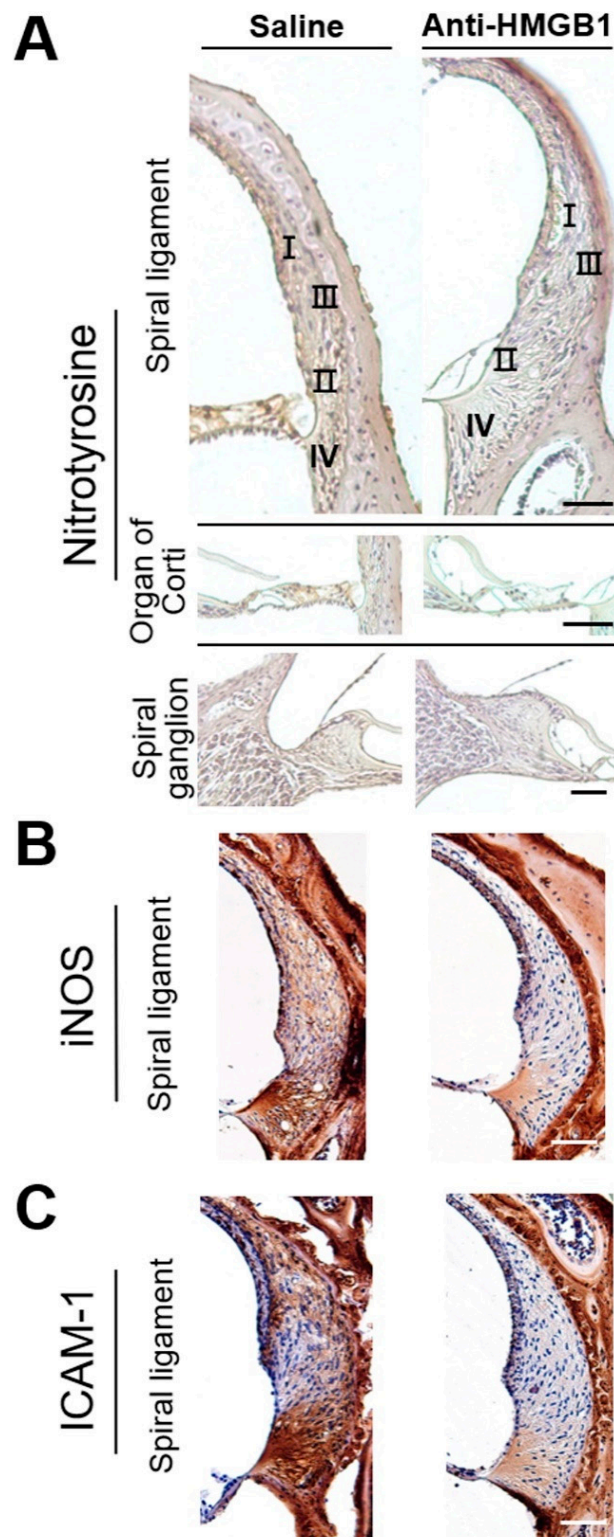 A
Saline
Anti-HMGB1
Nitrotyrosine
Spiral ligament
I
III
II
IV
I
III
II
IV
Organ of
Corti
Spiral
ganglion
B
iNOS
Spiral ligament
C
ICAM-1
Spiral ligament